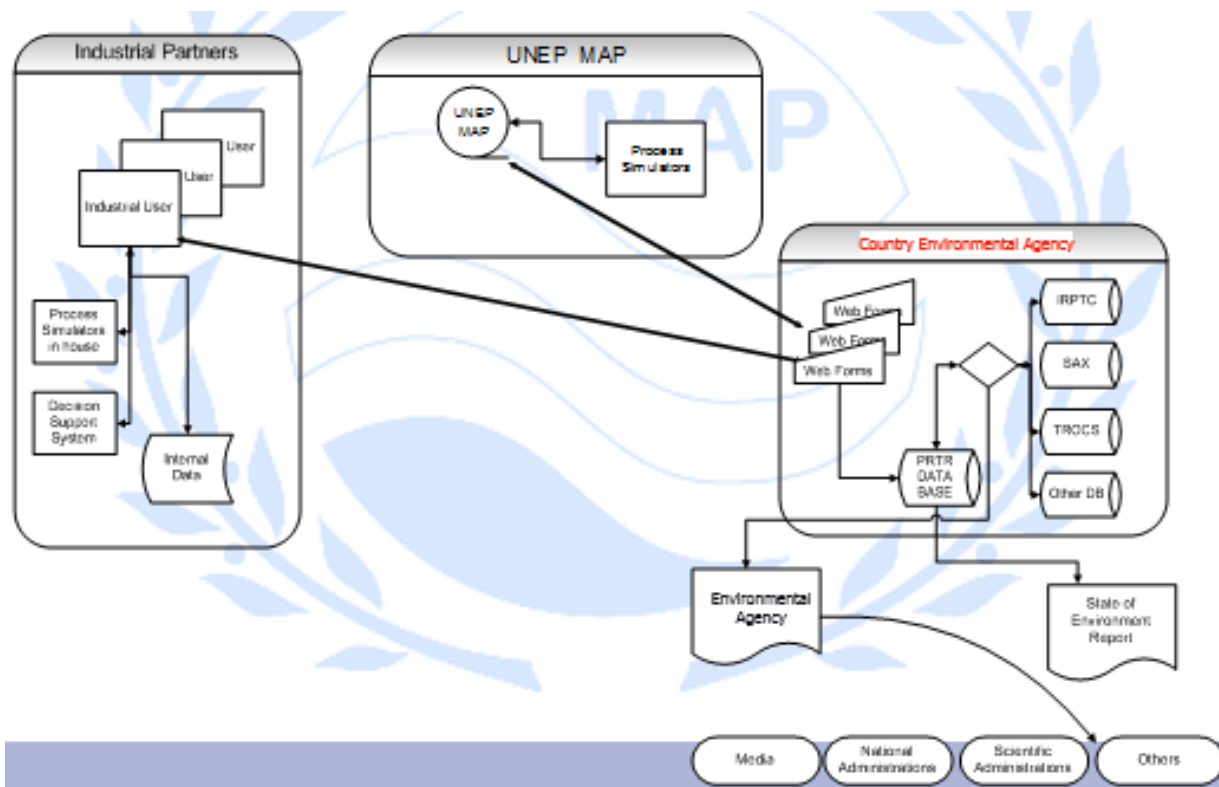 Industrial Partners
User
User
Industrial User
Process
Simulators
in house
Decision
Support
System
Internal
Data
UNEP MAP
UNEP
MAP
Process
Simulators
MAP
Country Environmental Agency
Web Forms
Web Forms
Web Forms
IRPTC
SAX
TROCS
Other DB
PRTR
DATA
BASE
Environmental
Agency
State of
Environment
Report
Media
National
Administrations
Scientific
Administrations
Others